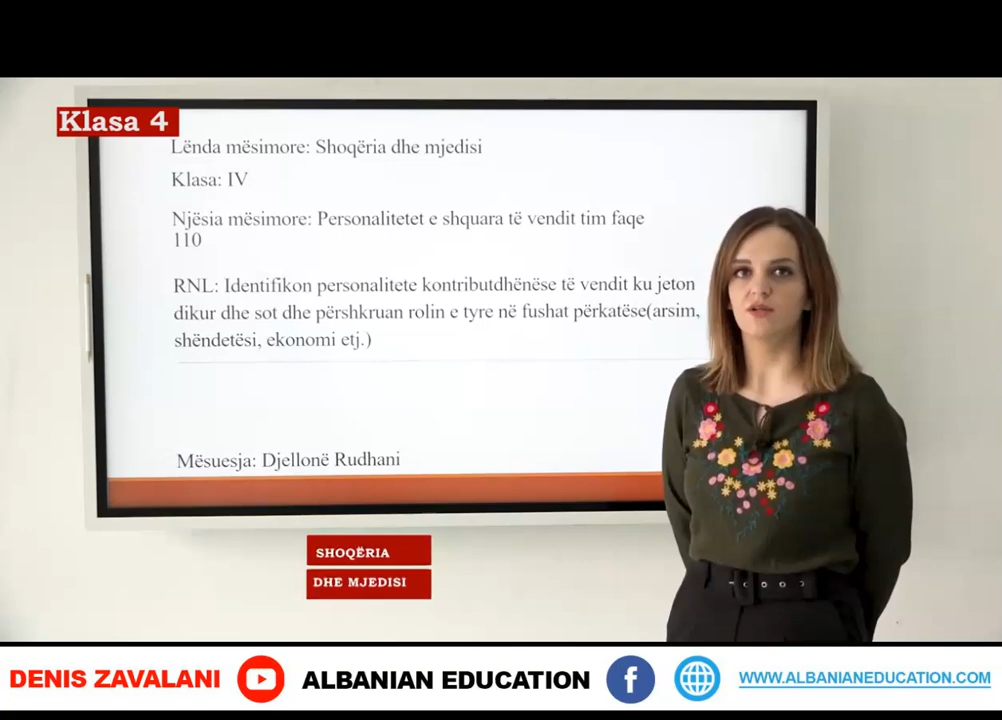 Klasa 4
Lënda mësimore: Shoqëria dhe mjedisi
Klasa: IV
Njësia mësimore: Personalitetet e shquara të vendit tim faqe
110
RNL: Identifikon personalitete kontributdhënëse të vendit ku jeton
dikur dhe sot dhe përshkruan rolin e tyre në fushat përkatëse(arsim,
shëndetësi, ekonomi etj.)
Mësuesja: Djellonë Rudhani
SHOQËRIA
DHE MJEDISI
DENIS ZAVALANI ALBANIAN EDUCATION f WWW.ALBANIANEDUCATION.COM